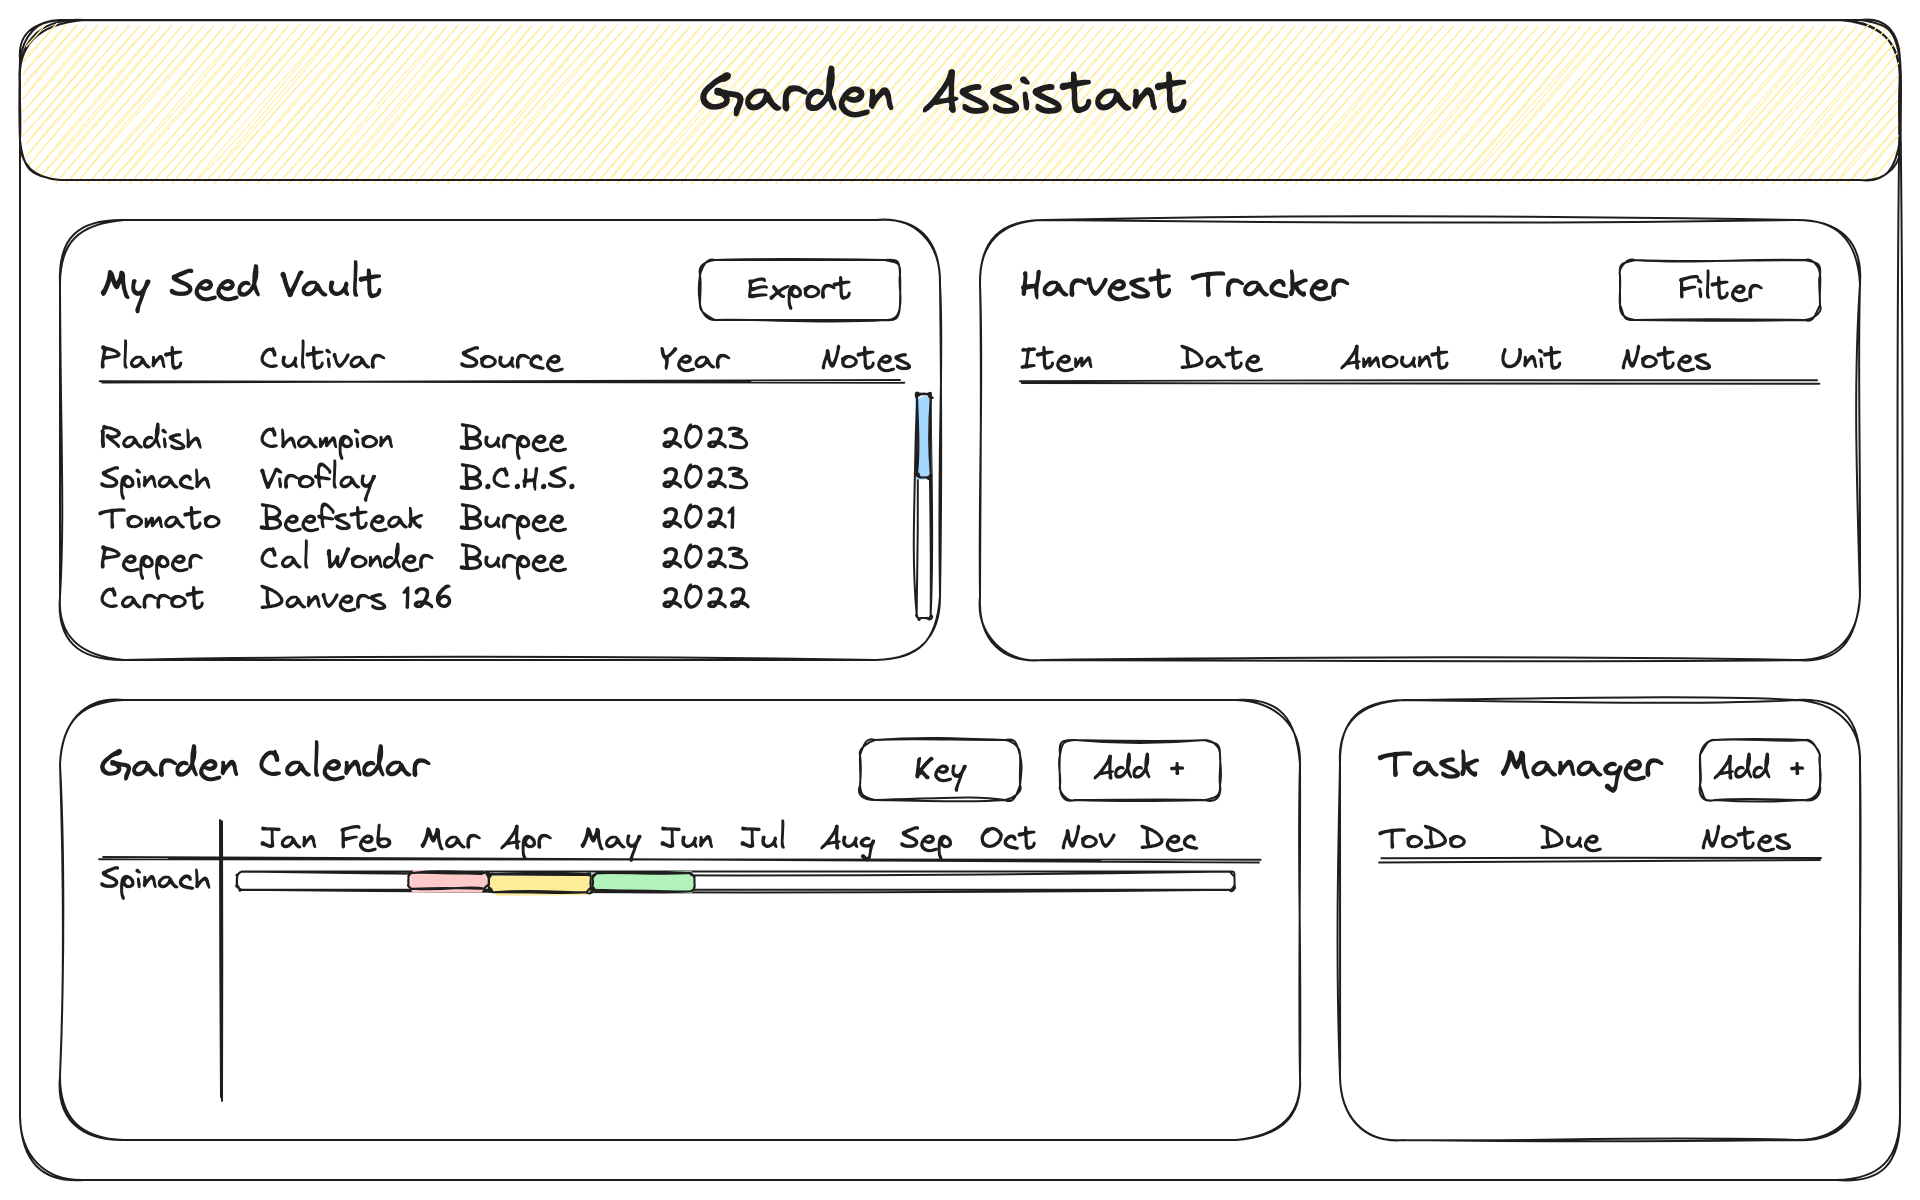 Garden Assistant
My Seed Vault Export
Plant Cultivar Source Year Notes
Radish Champion Burpee 2023
Spinach Viroflay B.C.H.S. 2023
Tomato Beefsteak Burpee 2021
Pepper Cal Wonder Burpee 2023
Carrot Danvers 126 2022
Harvest Tracker Filter
Item Date Amount Unit Notes
Garden Calendar Key Add +
Jan Feb Mar Apr May Jun Jul Aug Sep Oct Nov Dec
Spinach
Task Manager Add +
ToDo Due Notes